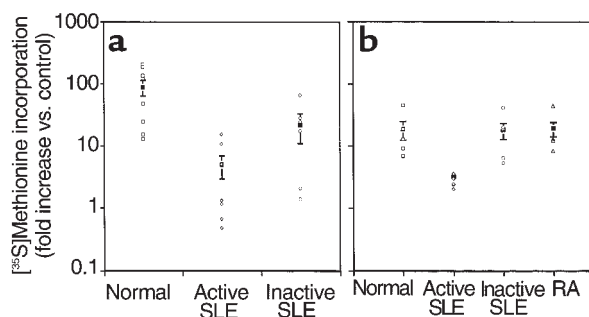 [35S]Methionine incorporation
(fold increase vs. control)
1000
100
10
1
0.1
a
Normal
Active
SLE
Inactive
SLE
b
Normal
Active
SLE
Inactive
SLE
RA